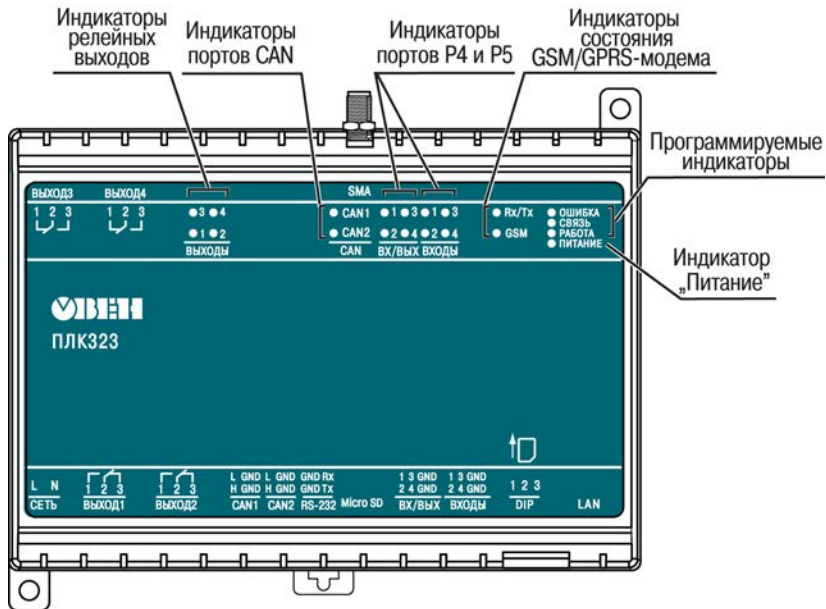 Индикаторы
релейных
выходов
Индикаторы
портов CAN
Индикаторы
портов P4 и P5
Индикаторы
состояния
GSM/GPRS-модема
Программируемые
индикаторы
Индикатор
„Питание”
ВЫХОД3 ВЫХОД4 SMA
1 2 3 1 2 3 3 4 CAN1 1 3 1 3 Rx/Tx ОШИБКА
СВЯЗЬ
1 2 CAN2 2 4 2 4 GSM РАБОТА
ПИТАНИЕ
ВЫХОДЫ CAN ВХ/ВЫХ ВХОДЫ
ОВЕН
ПЛК323
L GND L GND GND Rx 1 3 GND 1 3 GND
L N 1 2 3 1 2 3 H GND H GND GND Tx 2 4 GND 2 4 GND 1 2 3
СЕТЬ ВЫХОД1 ВЫХОД2 CAN1 CAN2 RS-232 Micro SD ВХ/ВЫХ ВХОДЫ DIP LAN